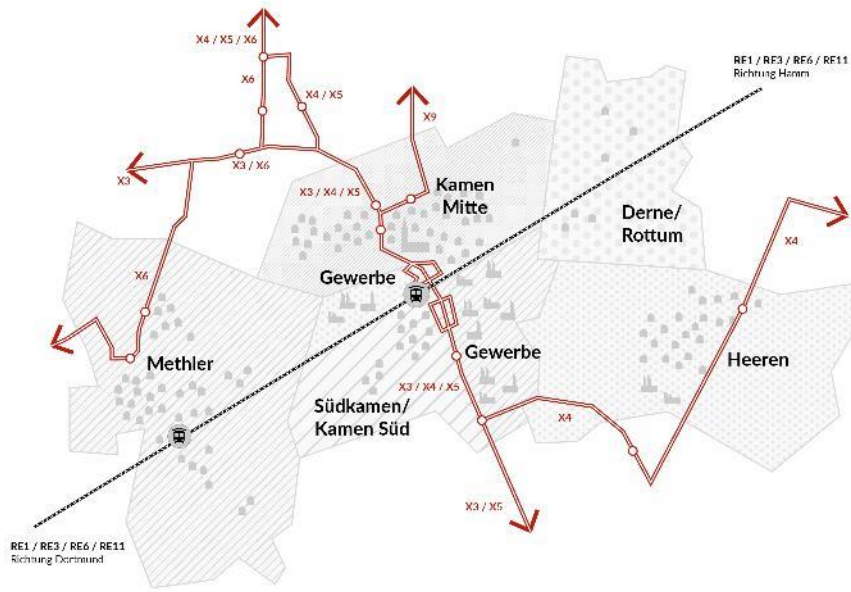 X4 / X5 / X6
X6
X4 / X5
X9
RE1 / RE3 / RE6 / RE11
Richtung Hamm
X3
X3 / X6
X3 / X4 / X5
Kamen
Mitte
Derne/
Rottum
X4
X6
Gewerbe
Methler
Gewerbe
Heeren
X3 / X4 / X5
Südkamen/
Kamen Süd
X4
X3 / X5
RE1 / RE3 / RE6 / RE11
Richtung Dortmund